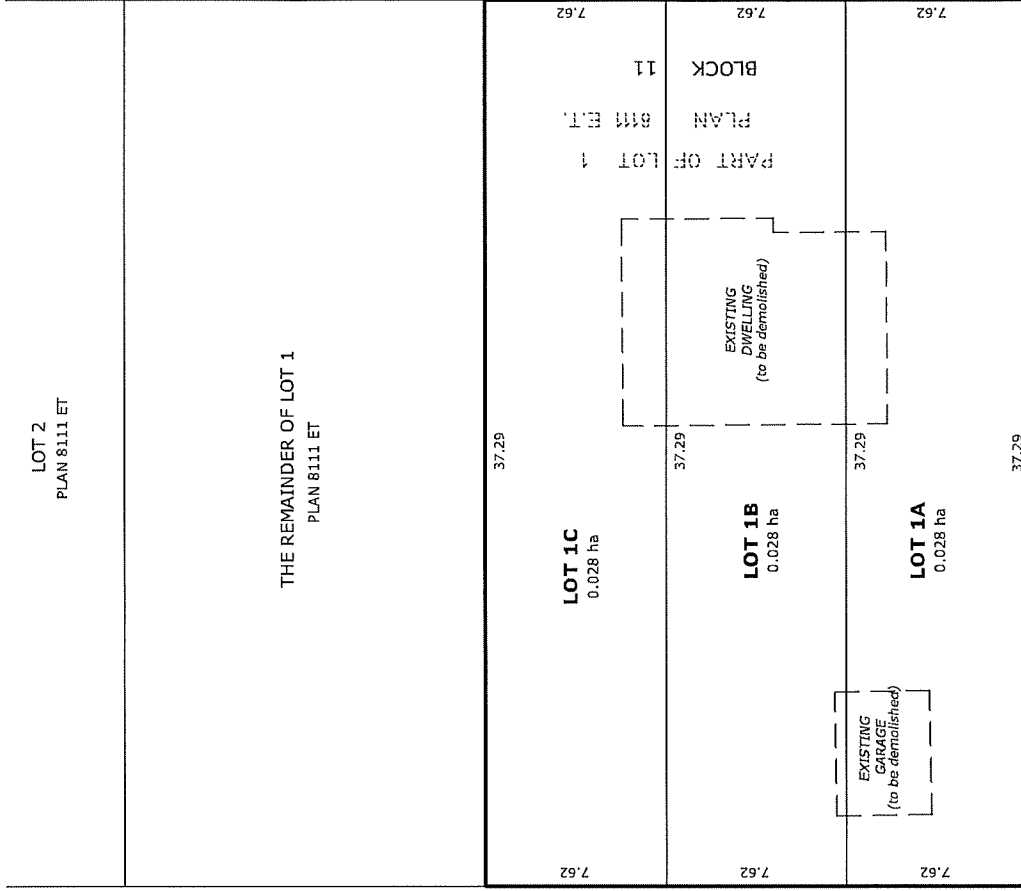 LOT 2
PLAN 8111 ET
THE REMAINDER OF LOT 1
PLAN 8111 ET
7.62
7.62
7.62
BLOCK 11
PLAN 8111 E.T.
PART OF LOT 1
EXISTING
DWELLING
(to be demolished)
37.29
37.29
37.29
37.29
LOT 1C
0.028 ha
LOT 1B
0.028 ha
LOT 1A
0.028 ha
EXISTING
GARAGE
(to be demolished)
7.62
7.62
7.62